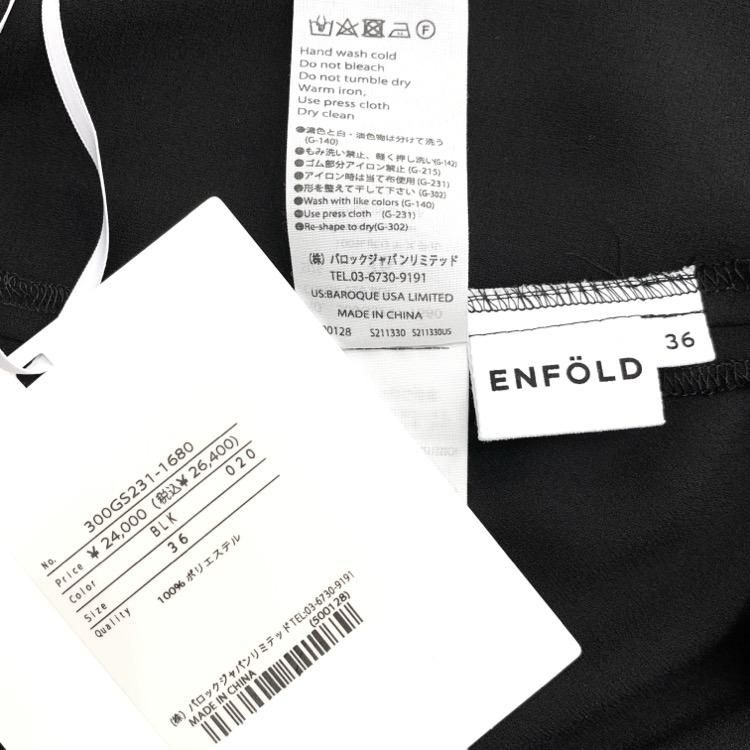 Hand wash cold
Do not bleach
Do not tumble dry
Warm iron,
Use press cloth
Dry clean
●濃色と白・淡色物は分けて洗う
(G-140)
●もみ洗い禁止、軽く押し洗い(G-142)
●ゴム部分アイロン禁止(G-215)
●アイロン時は当て布使用(G-231)
●形を整えて干して下さい(G-302)
●Wash with like colors (G-140)
●Use press cloth (G-231)
●Re-shape to dry(G-302)
(株) バロックジャパンリミテッド
TEL.03-6730-9191
US:BAROQUE USA LIMITED
MADE IN CHINA
00128 S211330 S211330US
ENFÖLD
36
No. 300GS231-1680
Price ¥ 24,000 (税込¥ 26,400)
Color BLK 020
Size 36
Quality 100% ポリエステル
(株) バロックジャパンリミテッドTEL:03-6730-9191
MADE IN CHINA (500128)